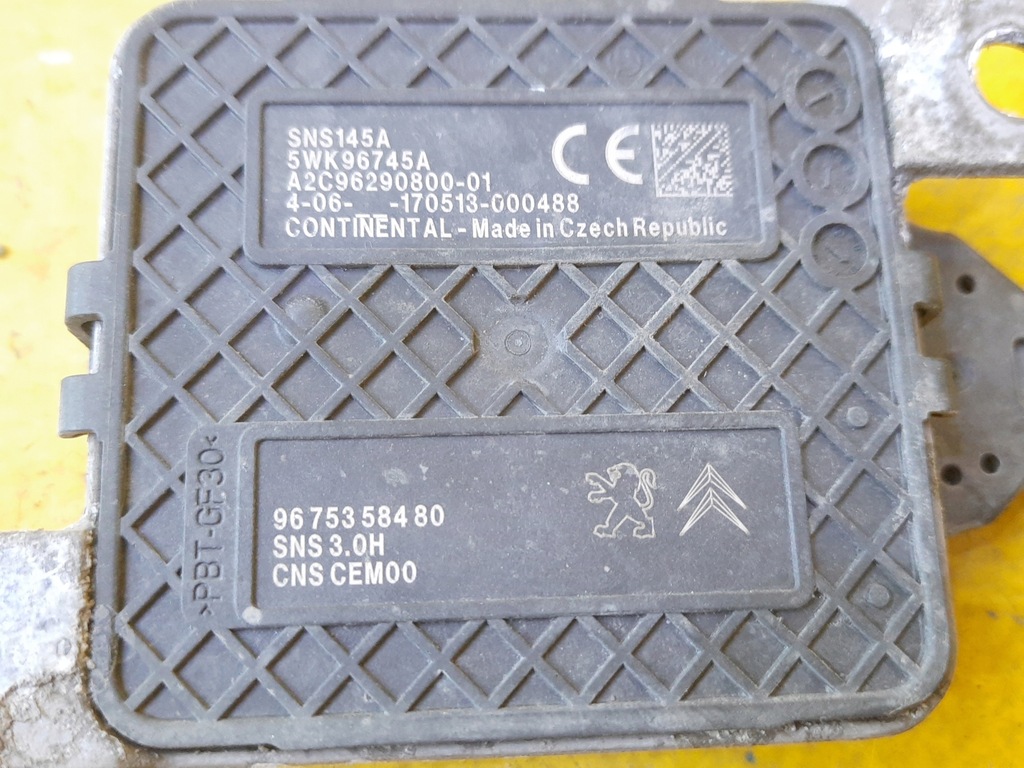 SNS145A
5WK96745A
A2C96290800-01
4-06- -170513-000488
CONTINENTAL - Made in Czech Republic
CE
>PBT-GF30<
96 753 584 80
SNS 3.0H
CNS CEM00